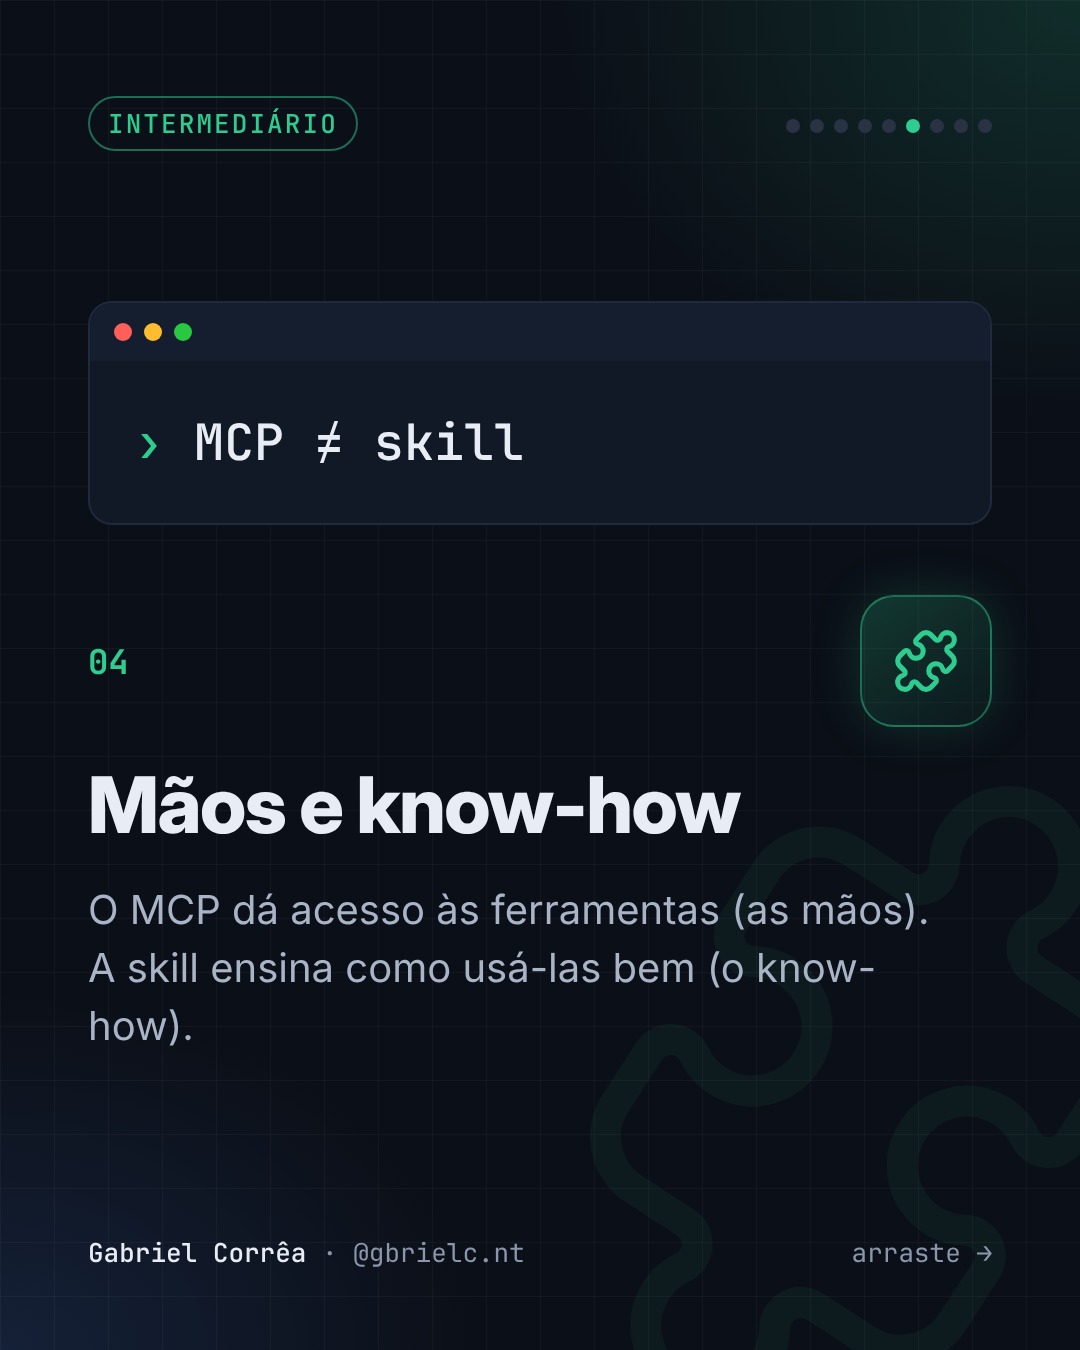 INTERMEDIÁRIO
› MCP ≠ skill
04
Mãos e know-how
O MCP dá acesso às ferramentas (as mãos).
A skill ensina como usá-las bem (o know-
how).
Gabriel Corrêa · @gbrielc.nt
arraste →